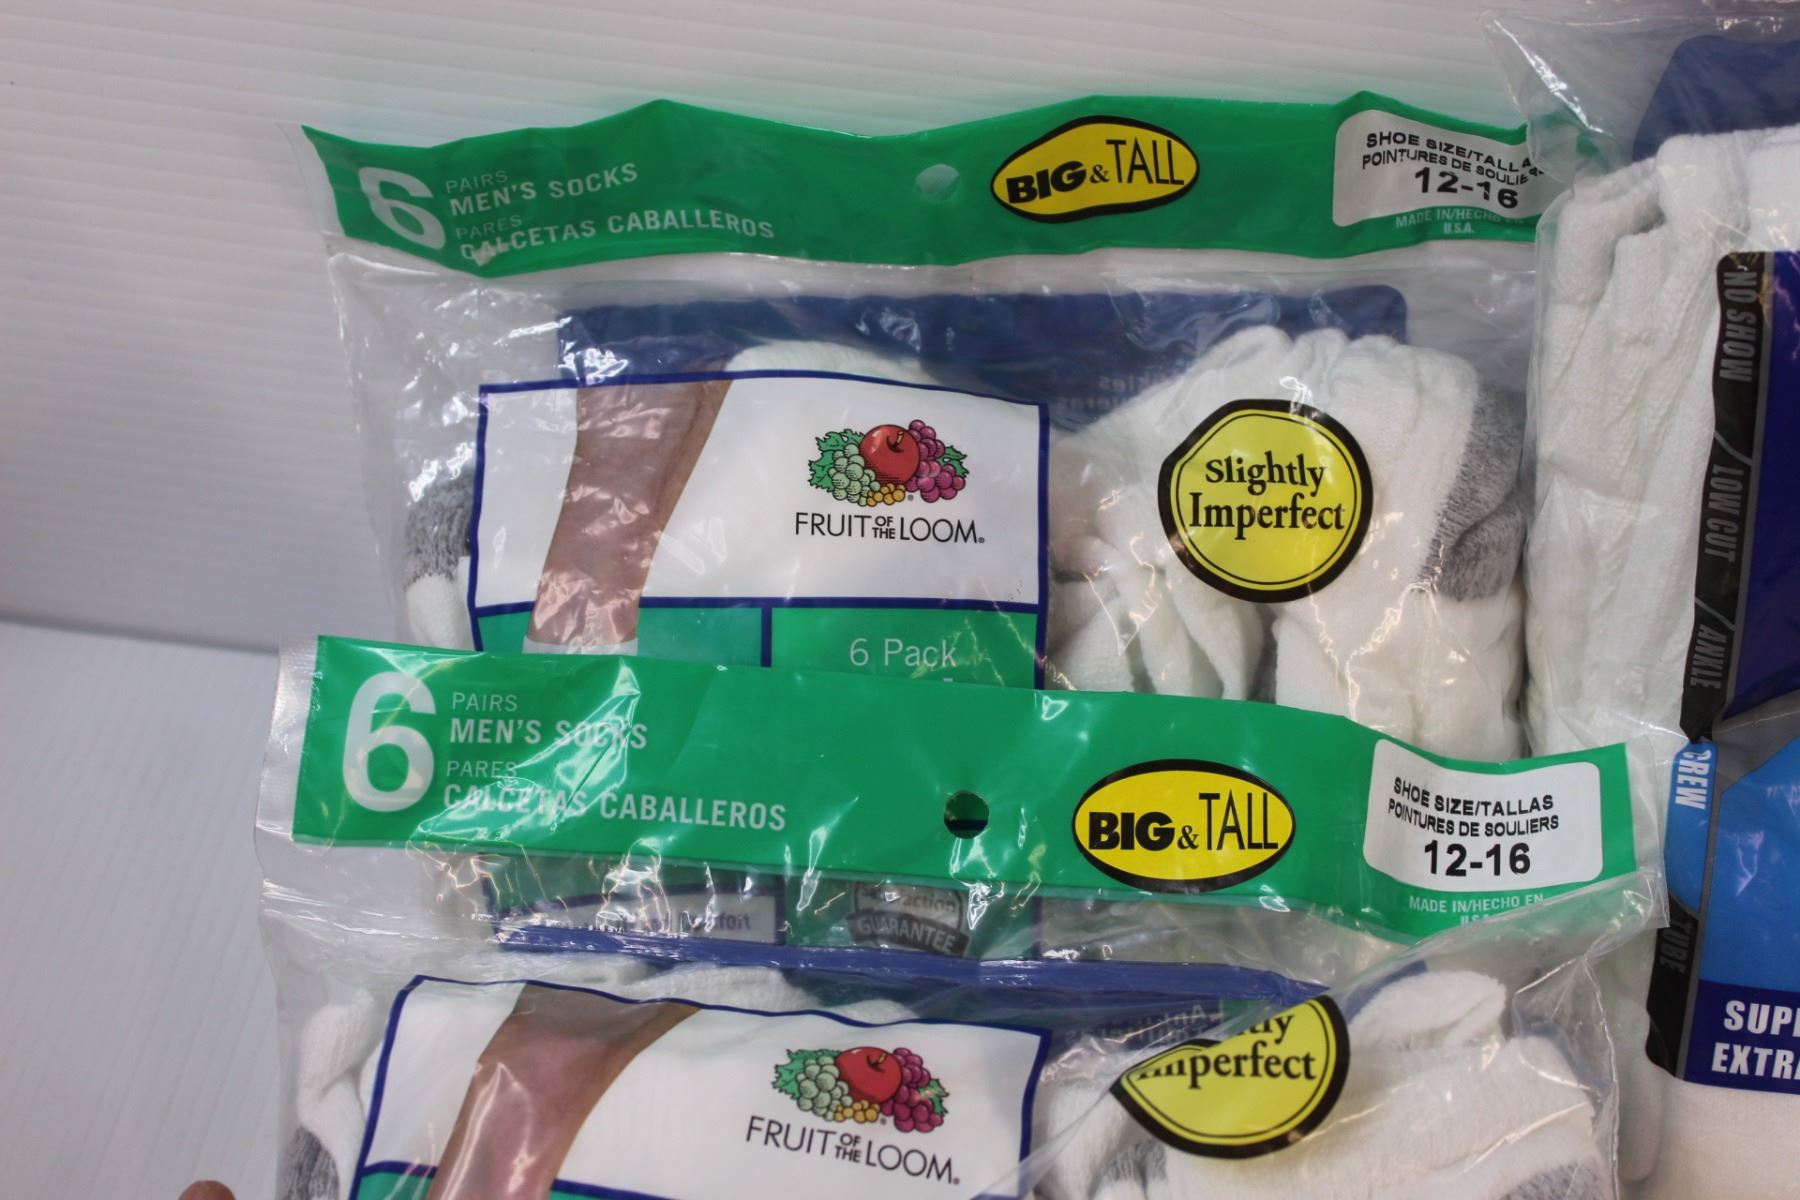 6
PAIRS
MEN'S SOCKS
PARES
CALCETAS CABALLEROS
BIG & TALL
SHOE SIZE/TALLA
POINTURES DE
12-16
MADE IN/HECHO EN
U.S.A.
FRUIT OF THE LOOM®
Slightly
Imperfect
6 Pack
NO SHOW / LOW CUT / ANKLE
CREW
6
PAIRS
MEN'S SOCKS
PARES
CALCETAS CABALLEROS
BIG & TALL
SHOE SIZE/TALLAS
POINTURES DE SOULIERS
12-16
MADE IN/HECHO EN
GUARANTEE
FRUIT OF THE LOOM®
Imperfect
EXTRA